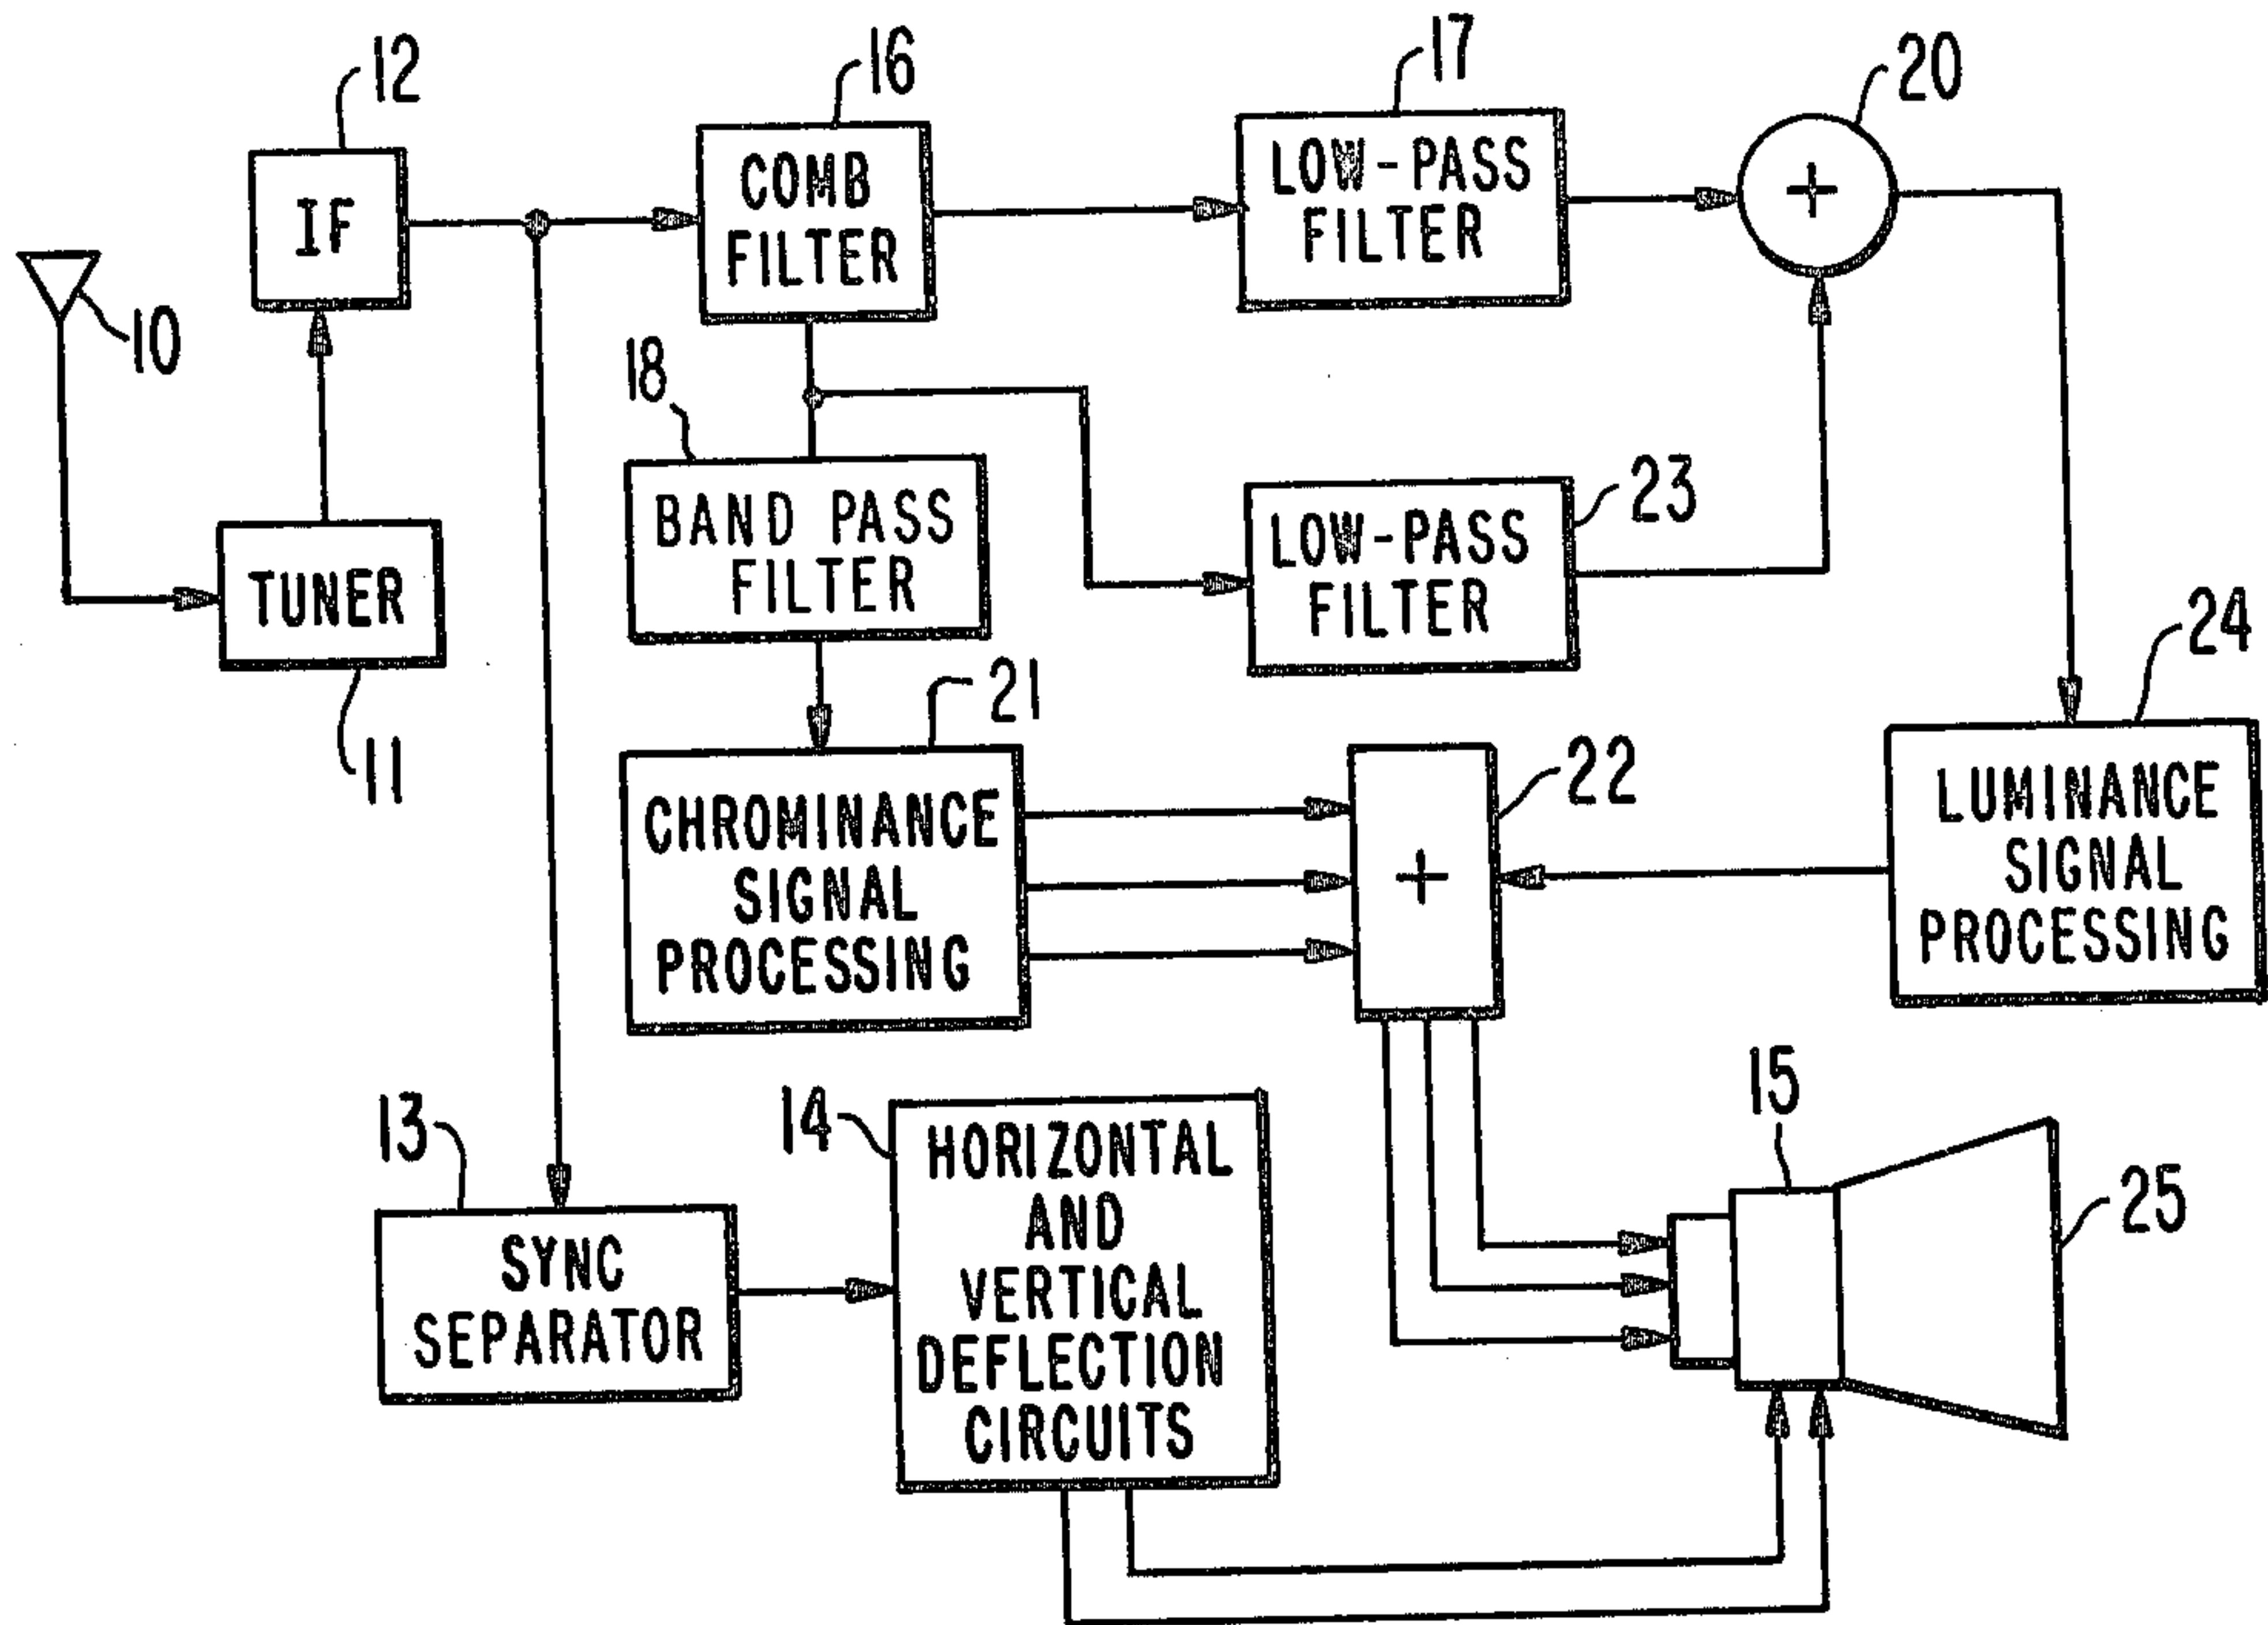 12
16
17
20
IF
COMB
FILTER
LOW-PASS
FILTER
+
10
18
BAND PASS
FILTER
LOW-PASS
FILTER
23
TUNER
11
21
24
CHROMINANCE
SIGNAL
PROCESSING
22
+
LUMINANCE
SIGNAL
PROCESSING
13
14
15
SYNC
SEPARATOR
HORIZONTAL
AND
VERTICAL
DEFLECTION
CIRCUITS
25